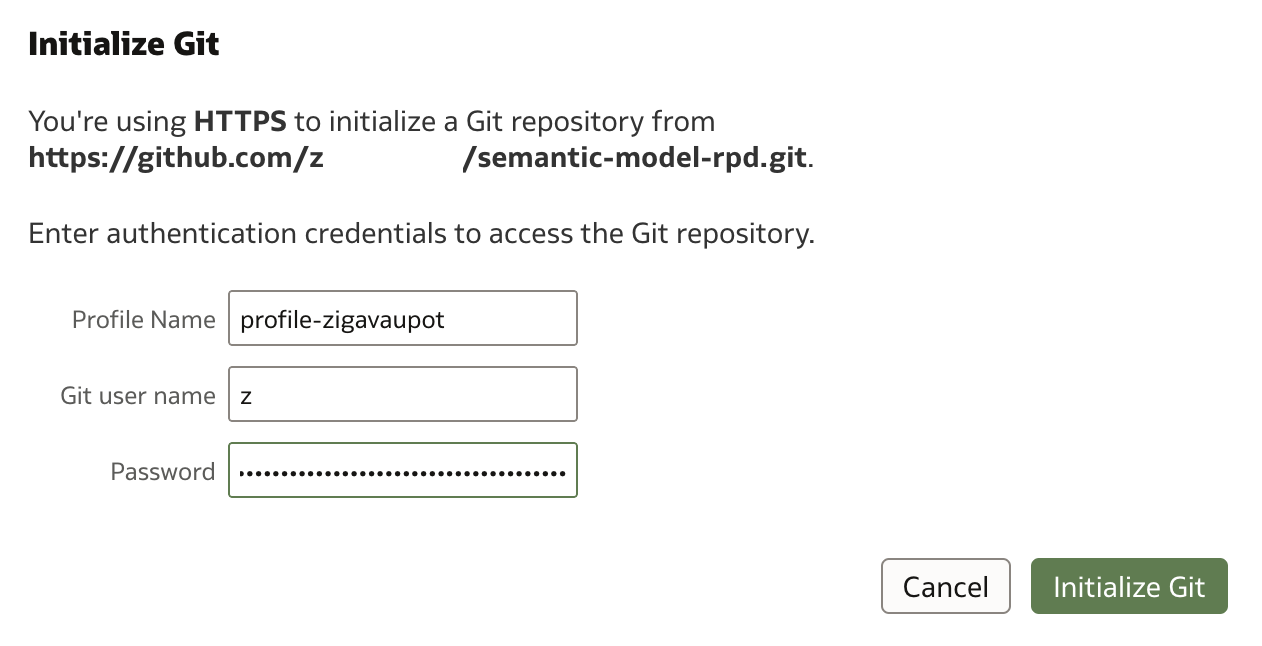 Initialize Git
You're using HTTPS to initialize a Git repository from
https://github.com/z /semantic-model-rpd.git.
Enter authentication credentials to access the Git repository.
Profile Name profile-zigavaupot
Git user name z
Password ••••••••••••••••••••••••••••••••••••••••
Cancel Initialize Git